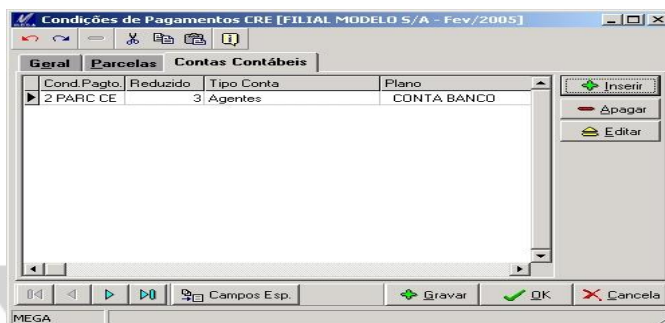 Condições de Pagamentos CRE [FILIAL MODELO S/A - Fev/2005]
Geral Parcelas Contas Contábeis
Cond.Pagto. Reduzido Tipo Conta Plano
2 PARC CE 3 Agentes CONTA BANCO
Inserir
Apagar
Editar
Campos Esp. Gravar OK Cancela
MEGA